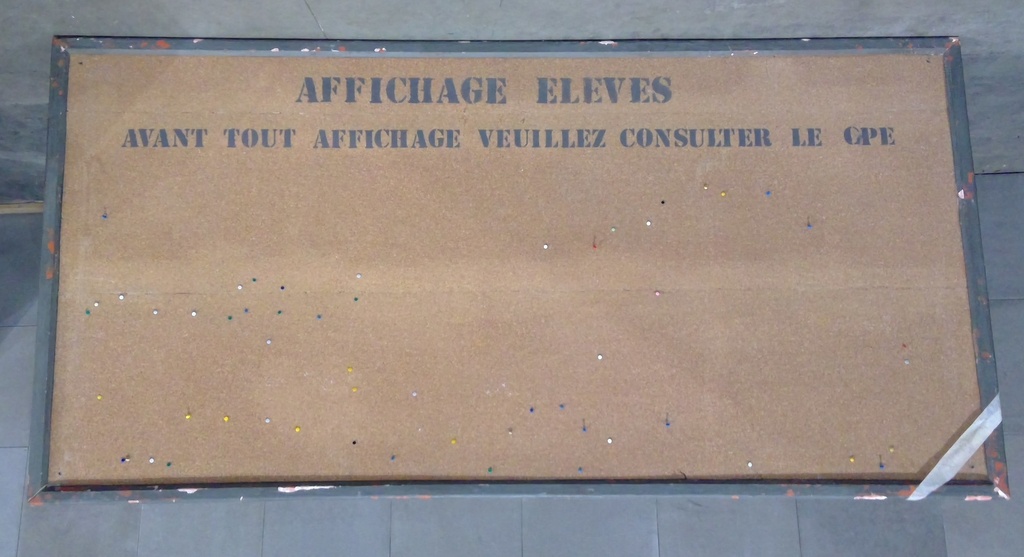 AFFICHAGE ELEVES
AVANT TOUT AFFICHAGE VEUILLEZ CONSULTER LE CPE